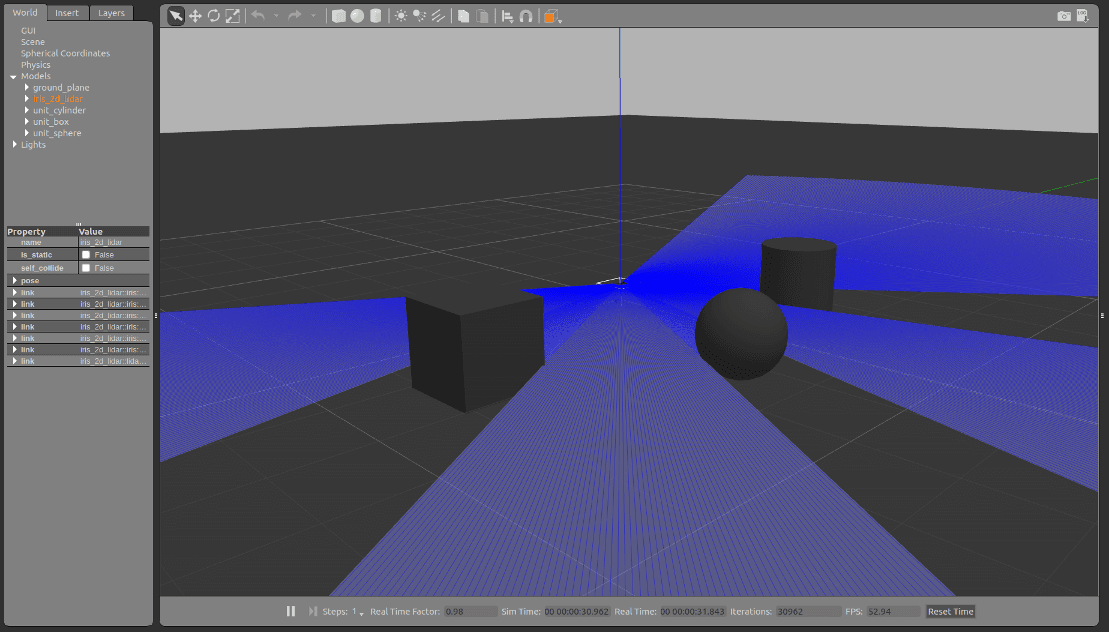 World Insert Layers
GUI
Scene
Spherical Coordinates
Physics
Models
ground_plane
iris_2d_lidar
unit_cylinder
unit_box
unit_sphere
Lights
Property Value
name iris_2d_lidar
is_static False
self_collide False
pose
link iris_2d_lidar::iris:...
link iris_2d_lidar::iris:...
link iris_2d_lidar::iris:...
link iris_2d_lidar::iris:...
link iris_2d_lidar::iris:...
link iris_2d_lidar::iris:...
link iris_2d_lidar::lida...
Steps: 1 Real Time Factor: 0.98 Sim Time: 00 00:00:30.962 Real Time: 00 00:00:31.843 Iterations: 30962 FPS: 52.94 Reset Time